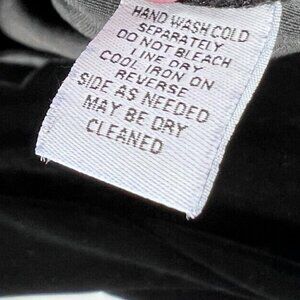 HAND WASH COLD
SEPARATELY
DO NOT BLEACH
LINE DRY
COOL IRON ON
REVERSE
SIDE AS NEEDED
MAY BE DRY
CLEANED